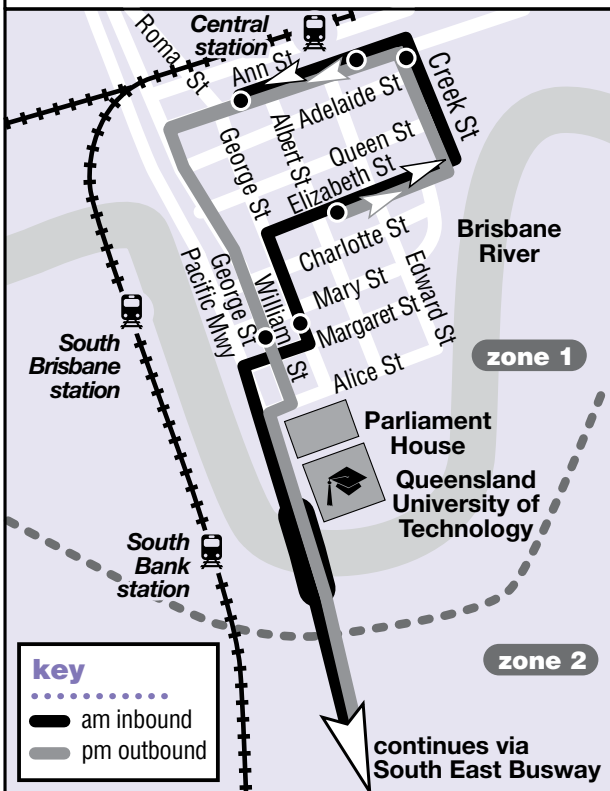 Central
station
Roma St
Ann St
Adelaide St
Creek St
Albert St
Queen St
George St
Elizabeth St
Brisbane
River
Charlotte St
Edward St
Pacific Mwy
George St
William St
Mary St
Margaret St
South
Brisbane
station
Alice St
zone 1
Parliament
House
Queensland
University of
Technology
South
Bank
station
zone 2
key
am inbound
pm outbound
continues via
South East Busway